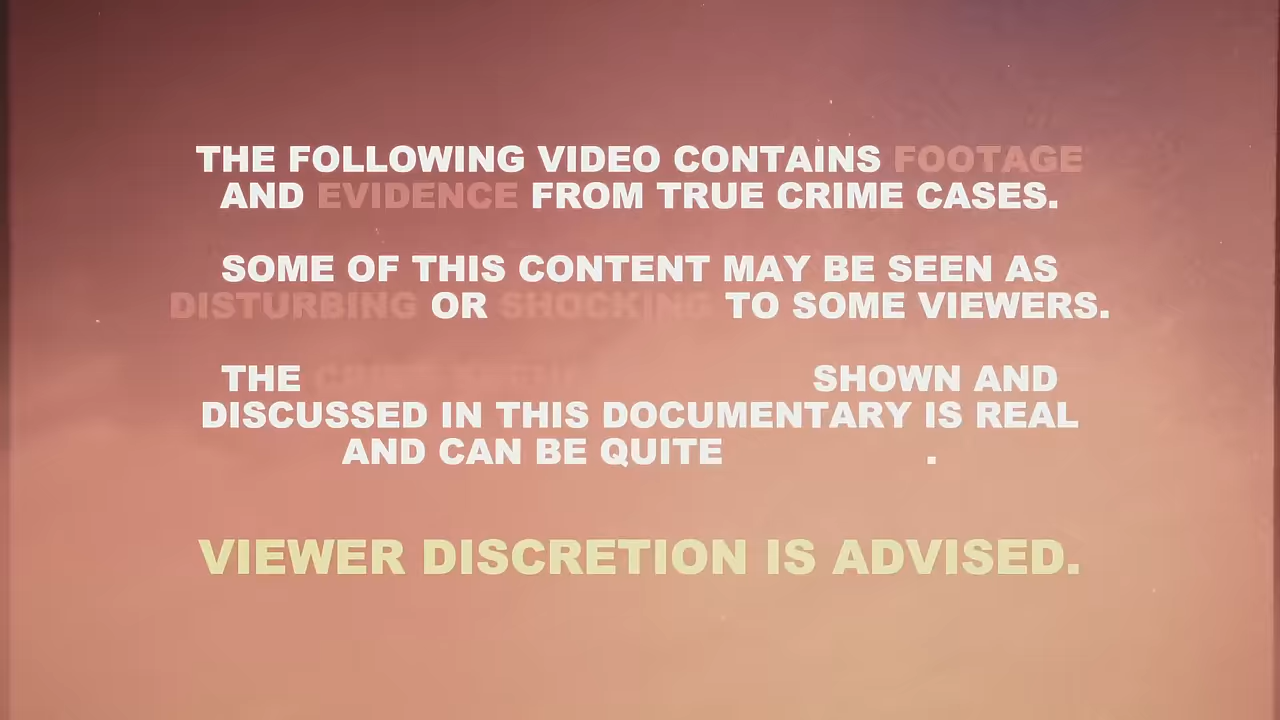 THE FOLLOWING VIDEO CONTAINS FOOTAGE
AND EVIDENCE FROM TRUE CRIME CASES.
SOME OF THIS CONTENT MAY BE SEEN AS
DISTURBING OR SHOCKING TO SOME VIEWERS.
THE SHOWN AND
DISCUSSED IN THIS DOCUMENTARY IS REAL
AND CAN BE QUITE .
VIEWER DISCRETION IS ADVISED.